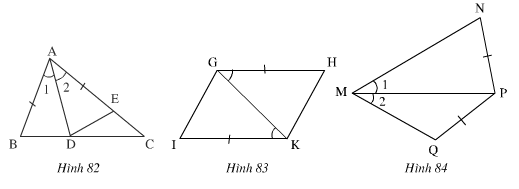 A
1 2
E
B D C
Hình 82
G H
I K
Hình 83
N
M 1 P
2
Q
Hình 84